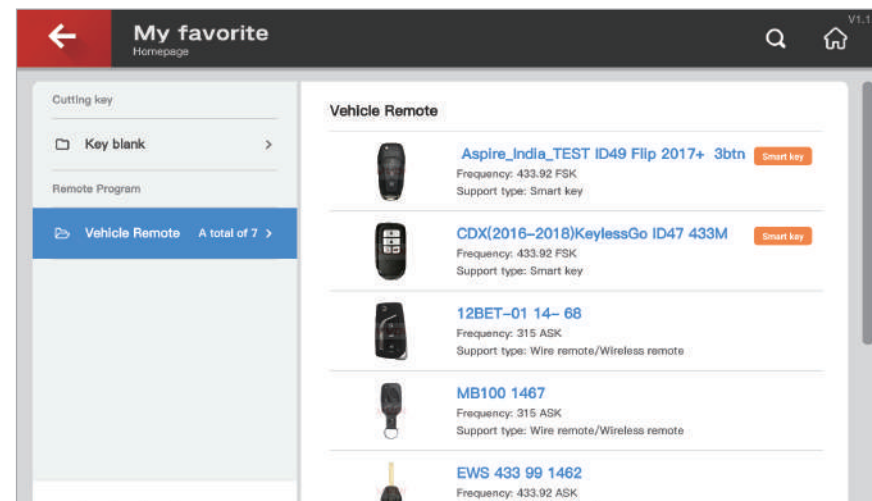 My favorite
Homepage
V1.1
Cutting key
Key blank
Remote Program
Vehicle Remote A total of 7
Vehicle Remote
Aspire_India_TEST ID49 Flip 2017+ 3btn Smart key
Frequency: 433.92 FSK
Support type: Smart key
CDX(2016-2018)KeylessGo ID47 433M Smart key
Frequency: 433.92 FSK
Support type: Smart key
12BET-01 14- 68
Frequency: 315 ASK
Support type: Wire remote/Wireless remote
MB100 1467
Frequency: 315 ASK
Support type: Wire remote/Wireless remote
EWS 433 99 1462
Frequency: 433.92 ASK